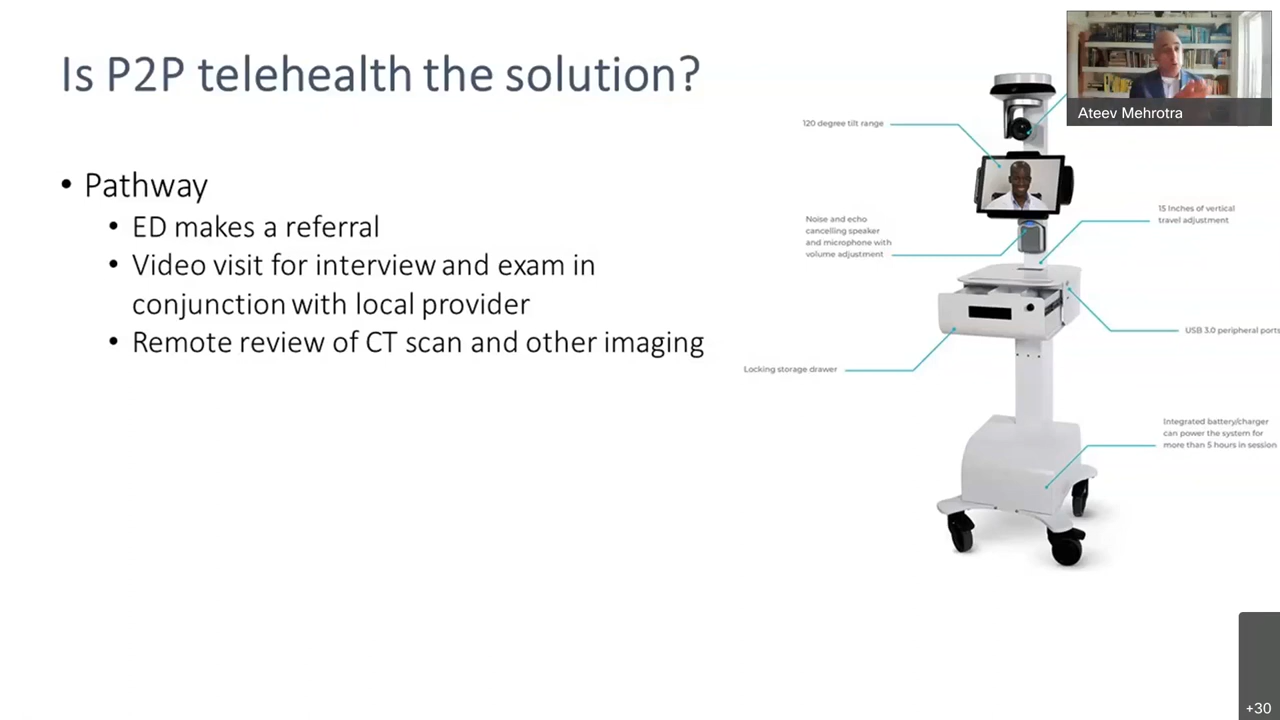 Is P2P telehealth the solution?
Ateev Mehrotra
• Pathway
• ED makes a referral
• Video visit for interview and exam in
conjunction with local provider
• Remote review of CT scan and other imaging
120 degree tilt range
Noise and echo
cancelling speaker
and microphone with
volume adjustment
15 Inches of vertical
travel adjustment
USB 3.0 peripheral ports
Locking storage drawer
Integrated battery/charger
can power the system for
more than 5 hours in session
+30